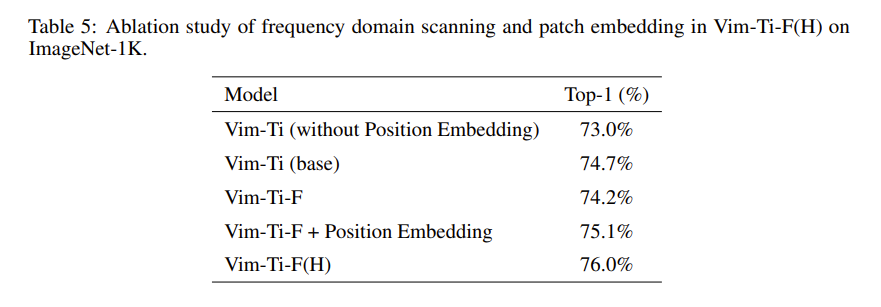 Table 5: Ablation study of frequency domain scanning and patch embedding in Vim-Ti-F(H) on
ImageNet-1K.
Model Top-1 (%)
Vim-Ti (without Position Embedding) 73.0%
Vim-Ti (base) 74.7%
Vim-Ti-F 74.2%
Vim-Ti-F + Position Embedding 75.1%
Vim-Ti-F(H) 76.0%